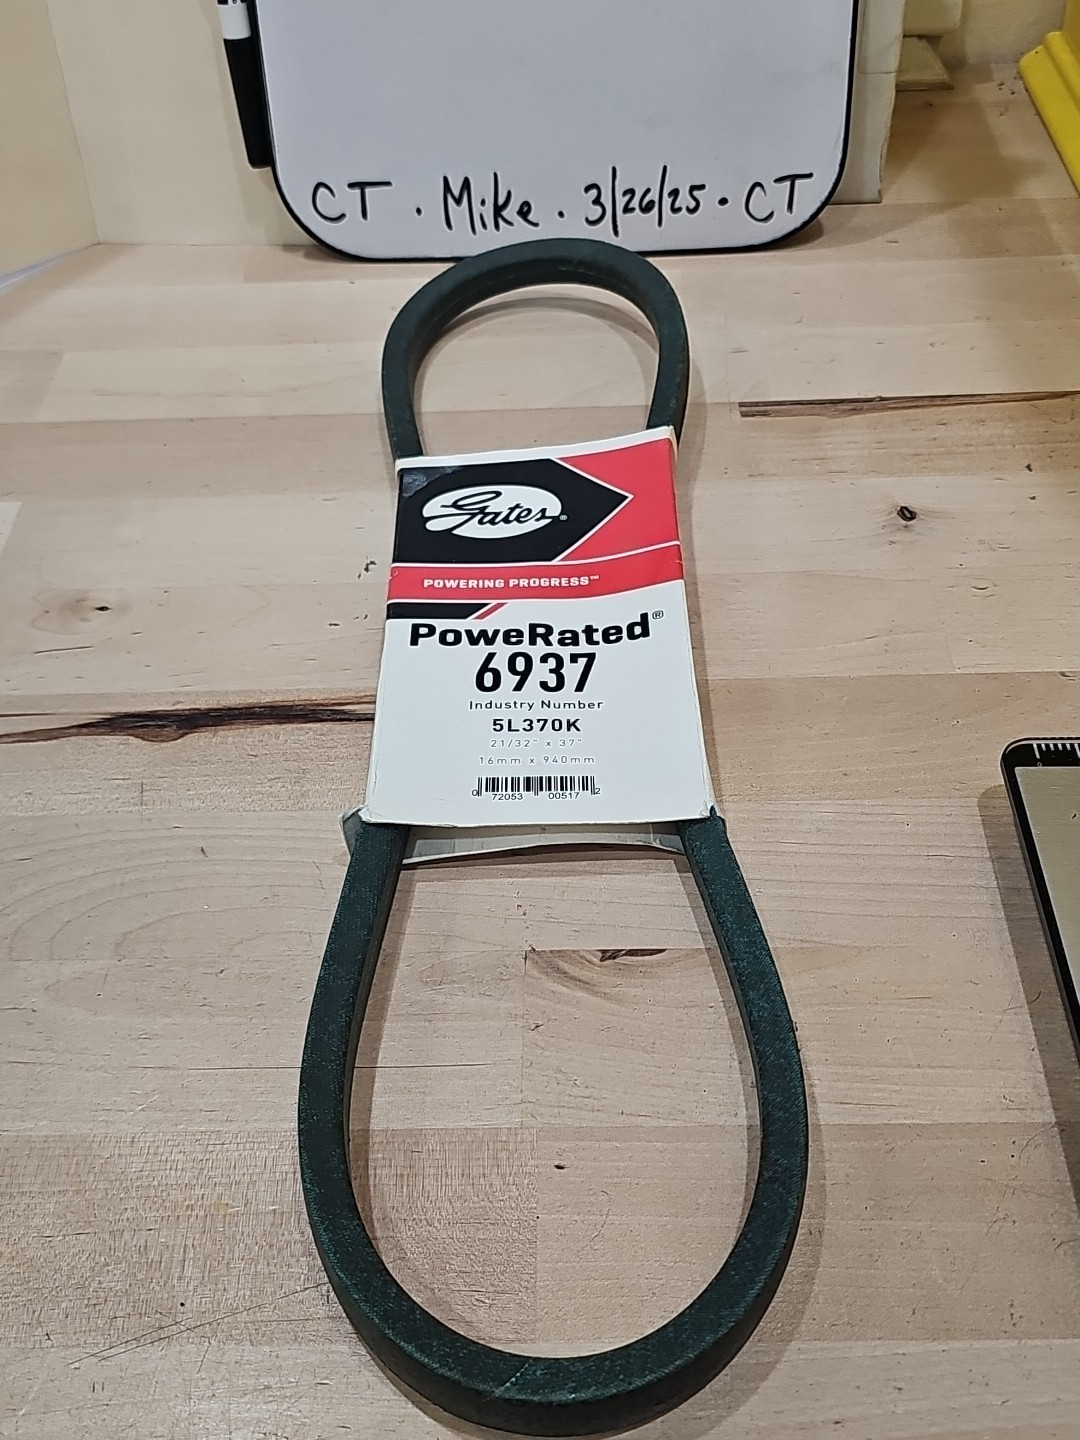 CT . Mike . 3/26/25 . CT
Gates®
POWERING PROGRESS™
PoweRated®
6937
Industry Number
5L370K
21/32" x 37"
16mm x 940mm
0 72053 00517 2